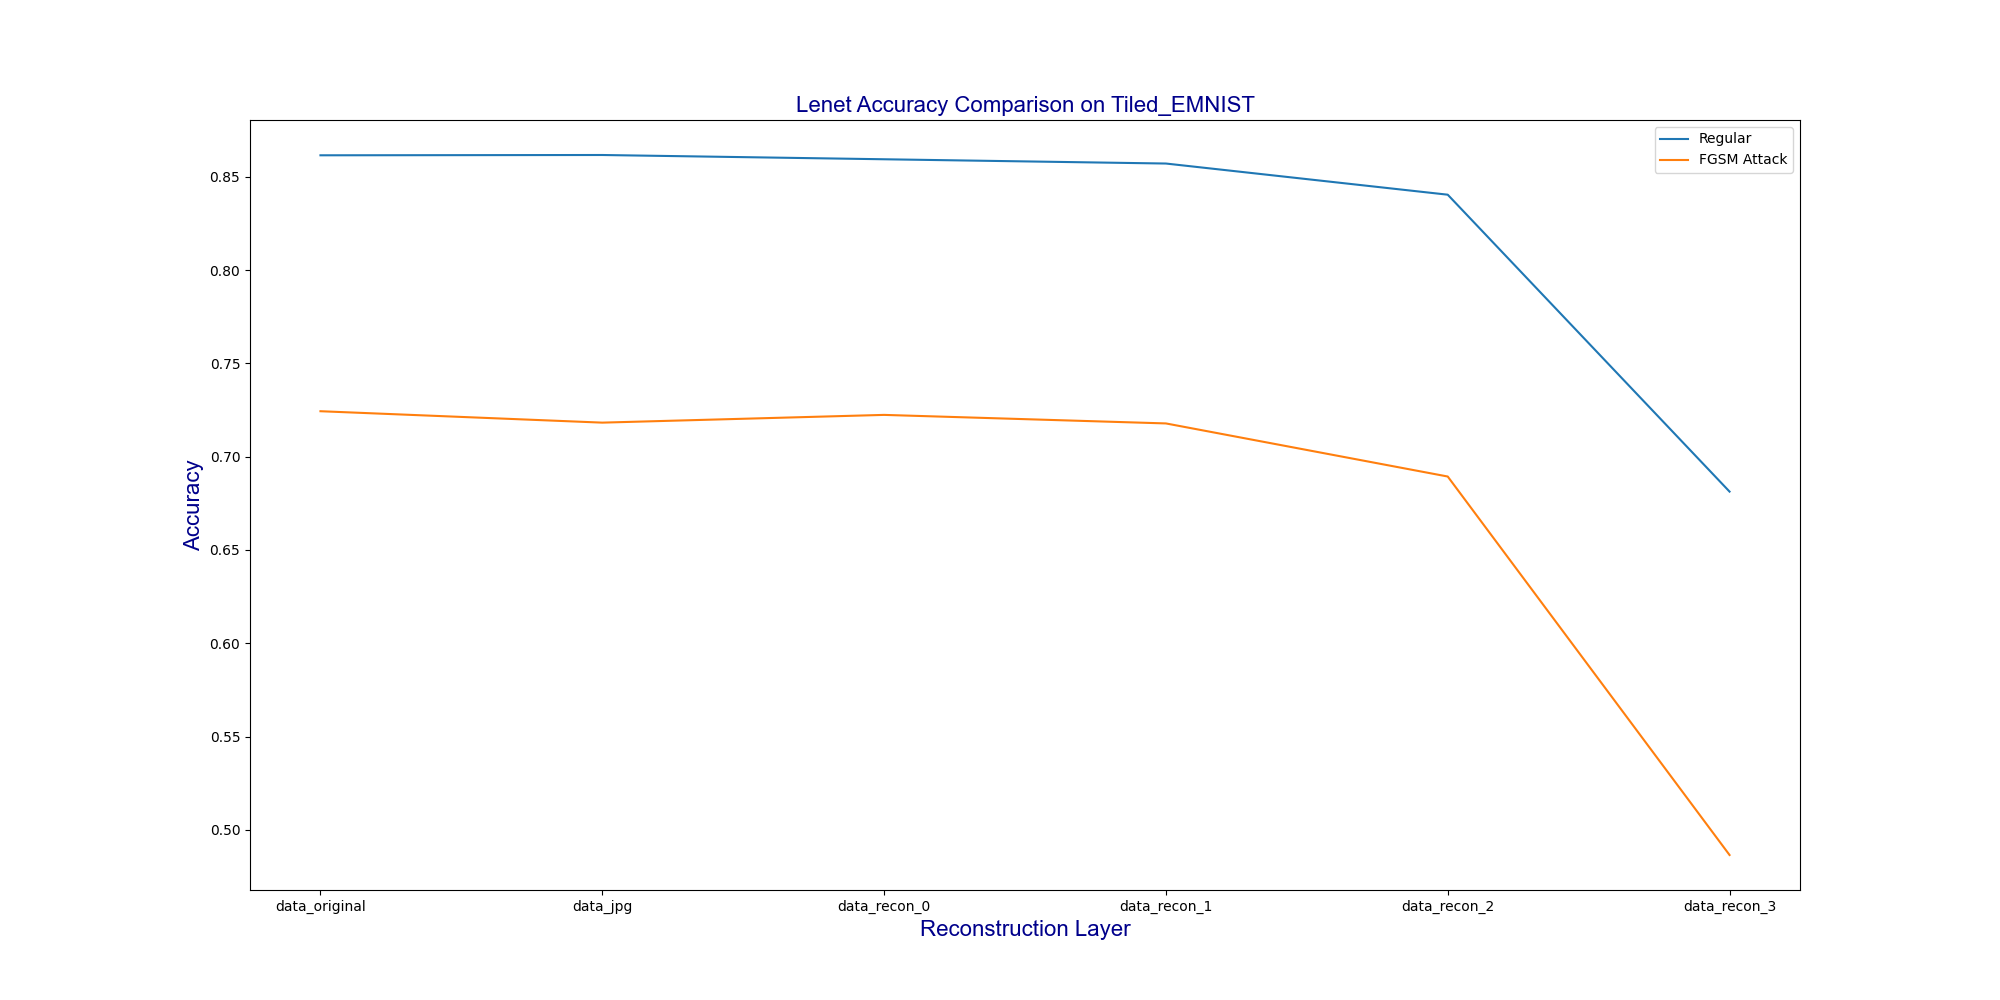 Lenet Accuracy Comparison on Tiled_EMNIST
Regular
FGSM Attack
Accuracy
0.85
0.80
0.75
0.70
0.65
0.60
0.55
0.50
data_original data_jpg data_recon_0 data_recon_1 data_recon_2 data_recon_3
Reconstruction Layer